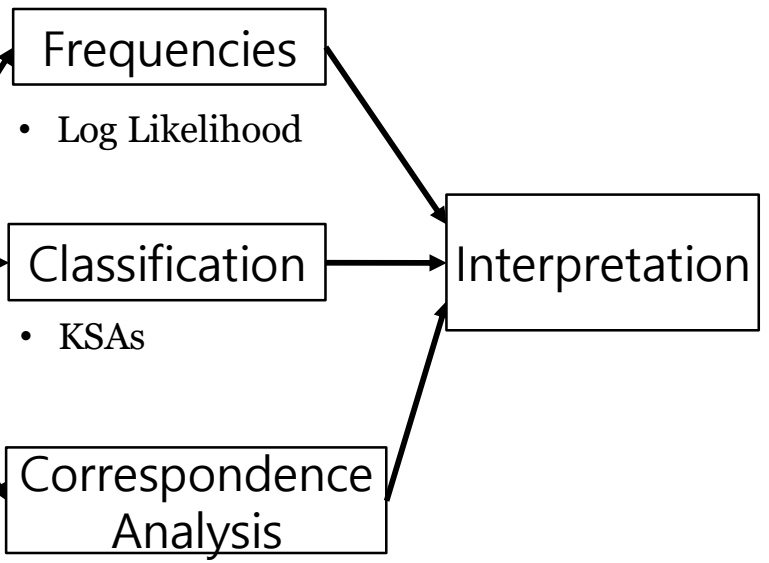 Frequencies
• Log Likelihood
Classification
Interpretation
• KSAs
Correspondence
Analysis